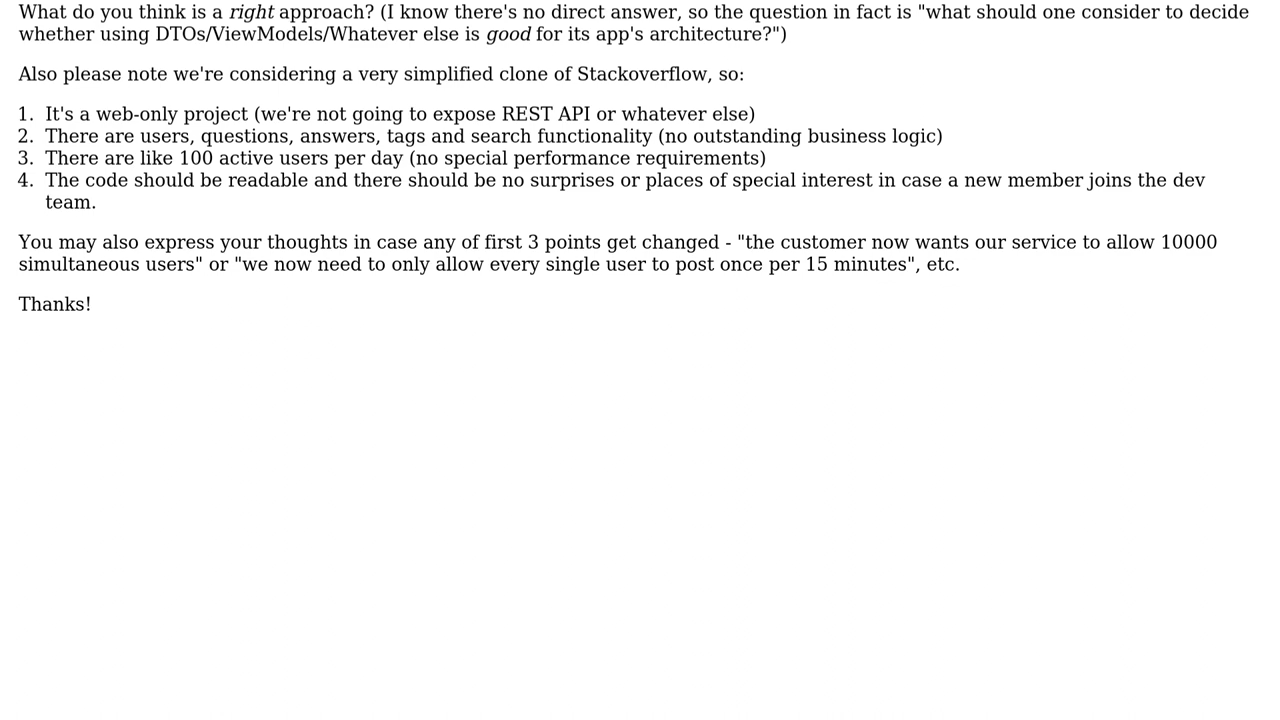 What do you think is a right approach? (I know there's no direct answer, so the question in fact is "what should one consider to decide
whether using DTOs/ViewModels/Whatever else is good for its app's architecture?")
Also please note we're considering a very simplified clone of Stackoverflow, so:
1. It's a web-only project (we're not going to expose REST API or whatever else)
2. There are users, questions, answers, tags and search functionality (no outstanding business logic)
3. There are like 100 active users per day (no special performance requirements)
4. The code should be readable and there should be no surprises or places of special interest in case a new member joins the dev
team.
You may also express your thoughts in case any of first 3 points get changed - "the customer now wants our service to allow 10000
simultaneous users" or "we now need to only allow every single user to post once per 15 minutes", etc.
Thanks!